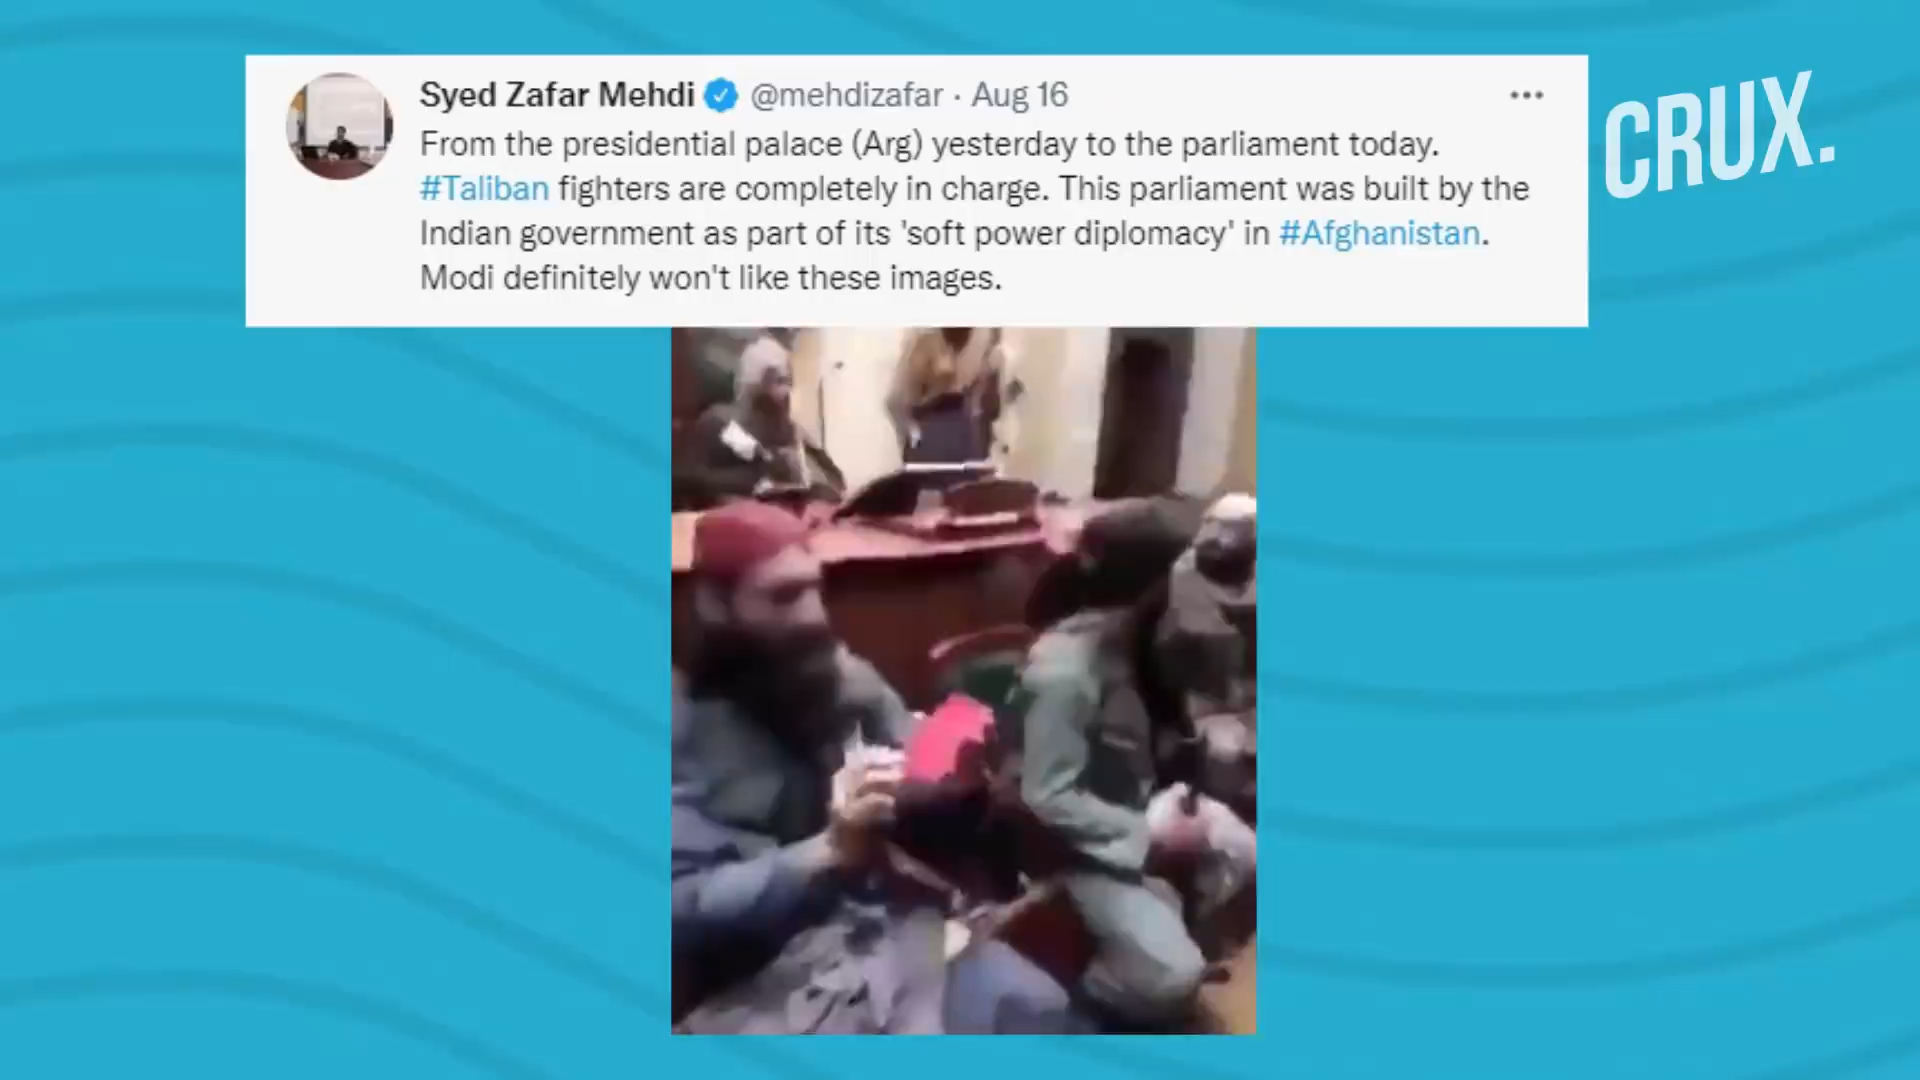 Syed Zafar Mehdi @mehdizafar · Aug 16
From the presidential palace (Arg) yesterday to the parliament today.
#Taliban fighters are completely in charge. This parliament was built by the
Indian government as part of its 'soft power diplomacy' in #Afghanistan.
Modi definitely won't like these images.
CRUX.